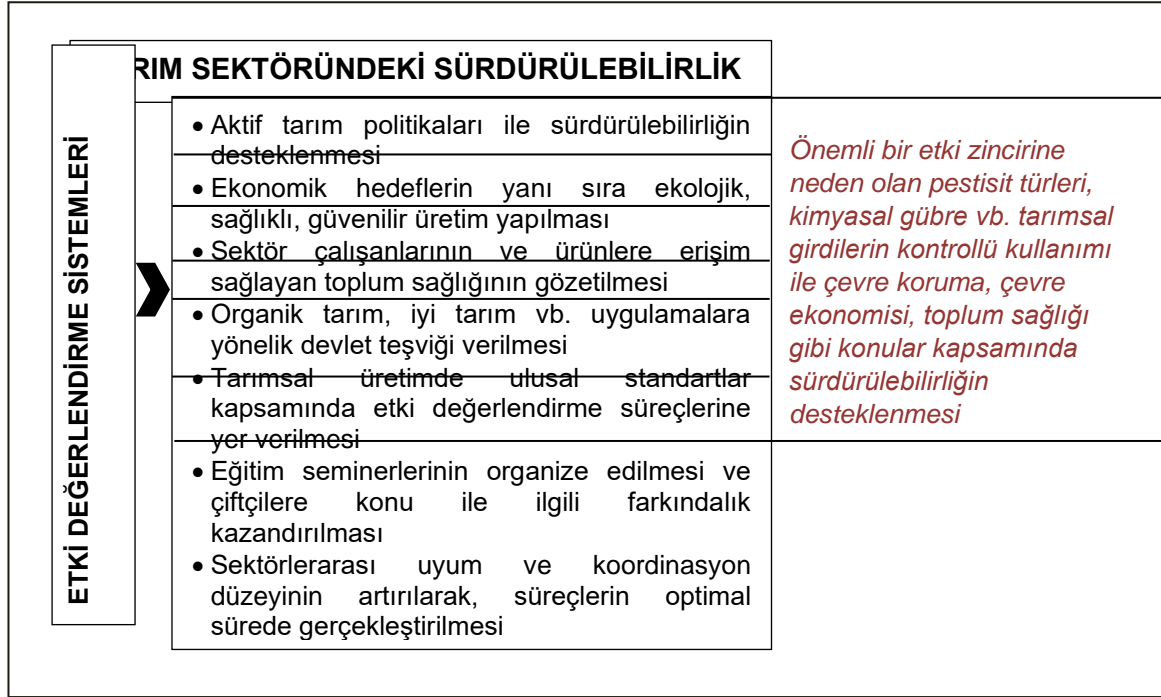 RIM SEKTÖRÜNDEKİ SÜRDÜRÜLEBİLİRLİK
ETKİ DEĞERLENDİRME SİSTEMLERİ
• Aktif tarım politikaları ile sürdürülebilirliğin
desteklenmesi
• Ekonomik hedeflerin yanı sıra ekolojik,
sağlıklı, güvenilir üretim yapılması
• Sektör çalışanlarının ve ürünlere erişim
sağlayan toplum sağlığının gözetilmesi
• Organik tarım, iyi tarım vb. uygulamalara
yönelik devlet teşviği verilmesi
• Tarımsal üretimde ulusal standartlar
kapsamında etki değerlendirme süreçlerine
yer verilmesi
• Eğitim seminerlerinin organize edilmesi ve
çiftçilere konu ile ilgili farkındalık
kazandırılması
• Sektörlerarası uyum ve koordinasyon
düzeyinin artırılarak, süreçlerin optimal
sürede gerçekleştirilmesi
Önemli bir etki zincirine
neden olan pestisit türleri,
kimyasal gübre vb. tarımsal
girdilerin kontrollü kullanımı
ile çevre koruma, çevre
ekonomisi, toplum sağlığı
gibi konular kapsamında
sürdürülebilirliğin
desteklenmesi